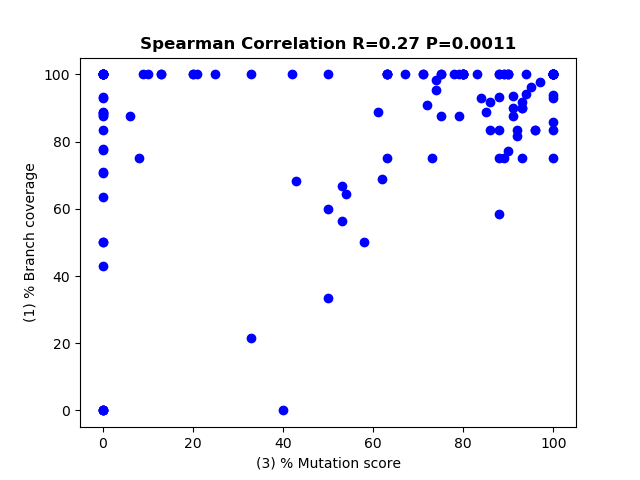 Spearman Correlation R=0.27 P=0.0011
100
80
60
40
20
0
(1) % Branch coverage
0 20 40 60 80 100
(3) % Mutation score